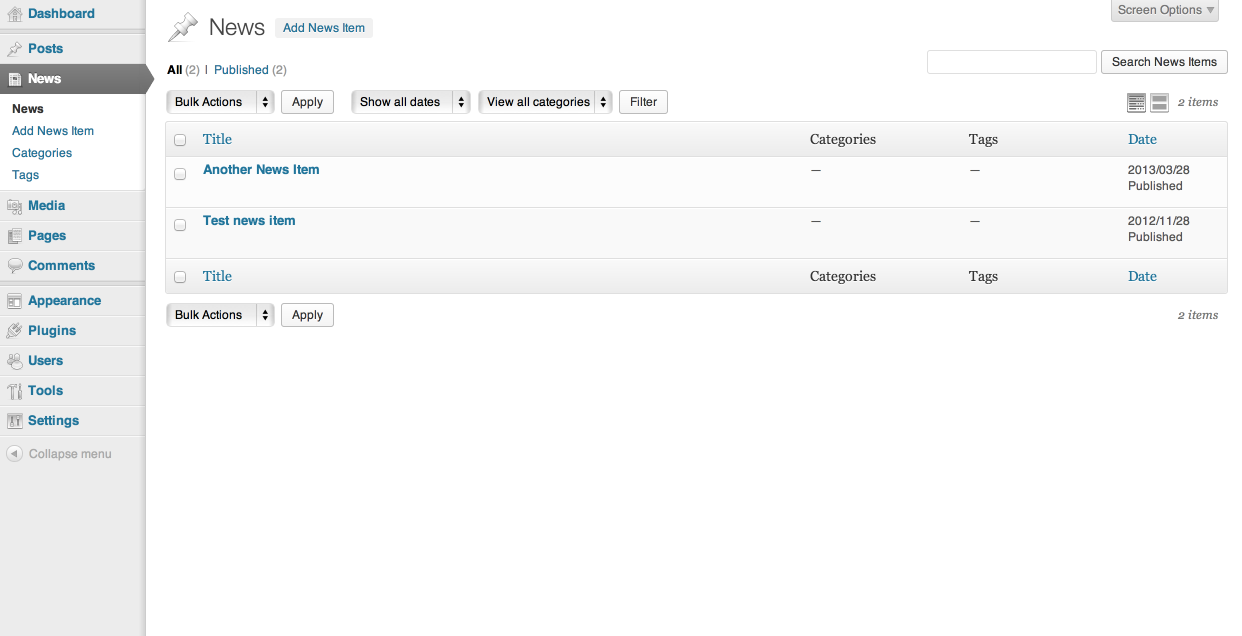 Dashboard
Posts
News
News
Add News Item
Categories
Tags
Media
Pages
Comments
Appearance
Plugins
Users
Tools
Settings
Collapse menu
Screen Options
News Add News Item
All (2) | Published (2)
Search News Items
Bulk Actions Apply Show all dates View all categories Filter 2 items
Title Categories Tags Date
Another News Item — — 2013/03/28
Published
Test news item — — 2012/11/28
Published
Title Categories Tags Date
Bulk Actions Apply 2 items